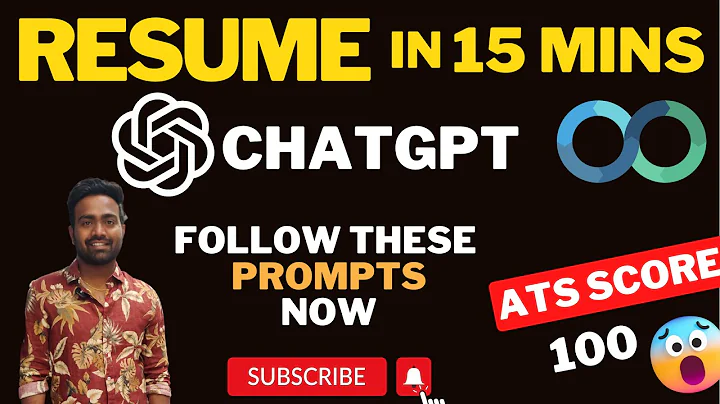 RESUME IN 15 MINS
CHATGPT
FOLLOW THESE
PROMPTS
NOW
ATS SCORE
100
SUBSCRIBE